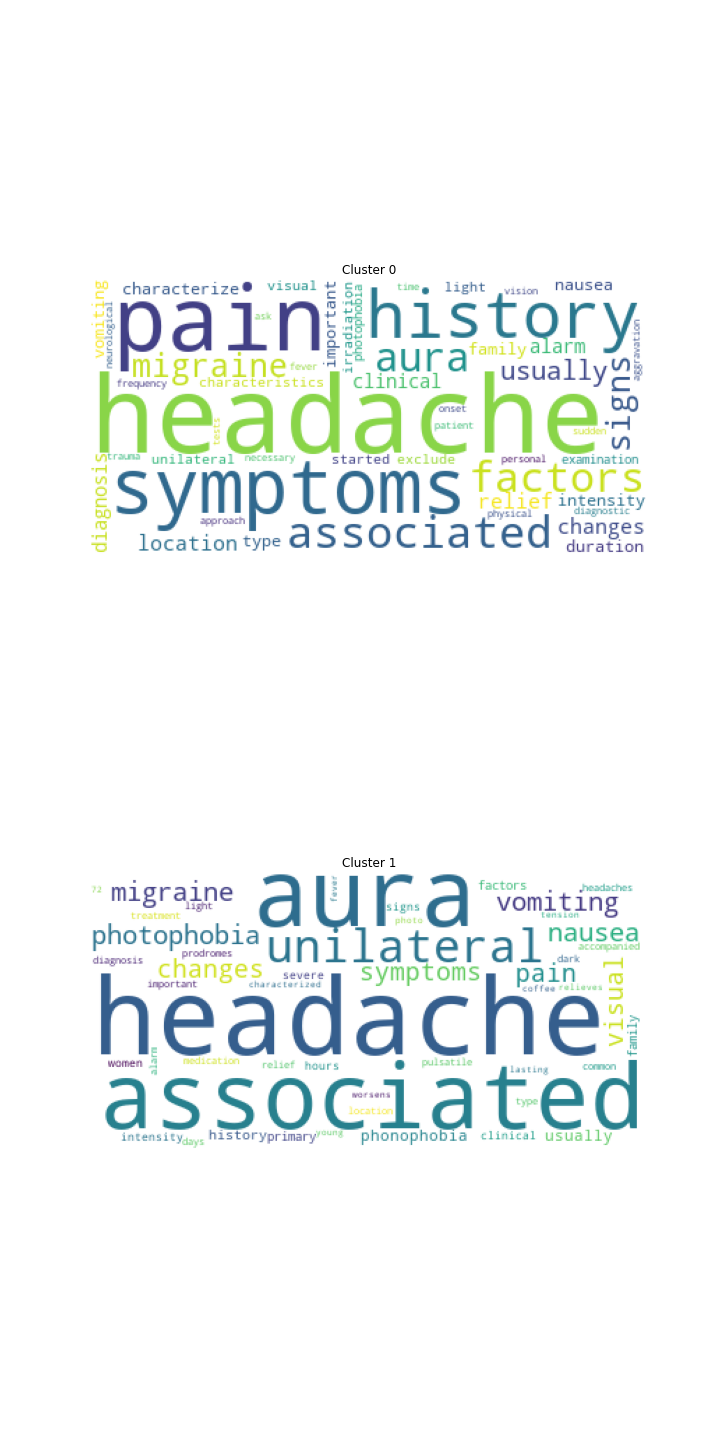 Cluster 0
vomiting
characterize
visual
important
irradiation
photophobia
time
light
vision
nausea
neurological
pain
ask
history
aggravation
migraine
fever
aura
family
alarm
usually
signs
frequency
characteristics
clinical
headache
onset
patient
sudden
tests
diagnosis
trauma
unilateral
necessary
started
exclude
personal
examination
symptoms
factors
relief
intensity
approach
physical
diagnostic
location
type
associated
changes
duration
Cluster 1
72
migraine
light
treatment
aura
fever
factors
headaches
signs
vomiting
photo
tension
photophobia
unilateral
nausea
accompanied
prodromes
diagnosis
changes
severe
symptoms
pain
dark
visual
important
characterized
coffee
relieves
headache
family
women
alarm
medication
relief
hours
pulsatile
lasting
common
associated
worsens
location
type
intensity
days
history
primary
young
phonophobia
clinical
usually